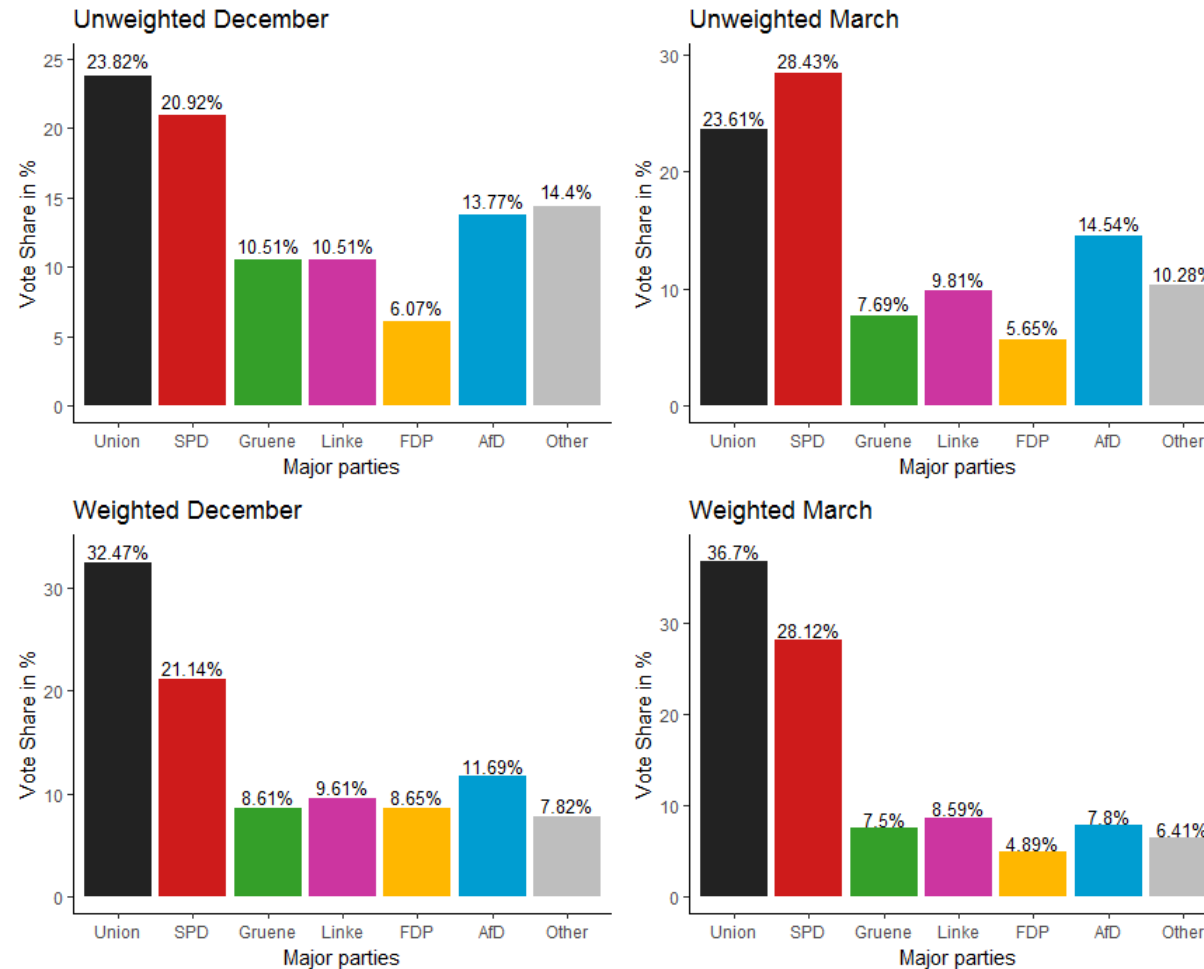 Unweighted December
25
20
15
10
5
0
Vote Share in %
23.82%
20.92%
10.51%
10.51%
6.07%
13.77%
14.4%
Union SPD Gruene Linke FDP AfD Other
Major parties
Unweighted March
30
20
10
0
Vote Share in %
23.61%
28.43%
7.69%
9.81%
5.65%
14.54%
10.28%
Union SPD Gruene Linke FDP AfD Other
Major parties
Weighted December
30
20
10
0
Vote Share in %
32.47%
21.14%
8.61%
9.61%
8.65%
11.69%
7.82%
Union SPD Gruene Linke FDP AfD Other
Major parties
Weighted March
30
20
10
0
Vote Share in %
36.7%
28.12%
7.5%
8.59%
4.89%
7.8%
6.41%
Union SPD Gruene Linke FDP AfD Other
Major parties